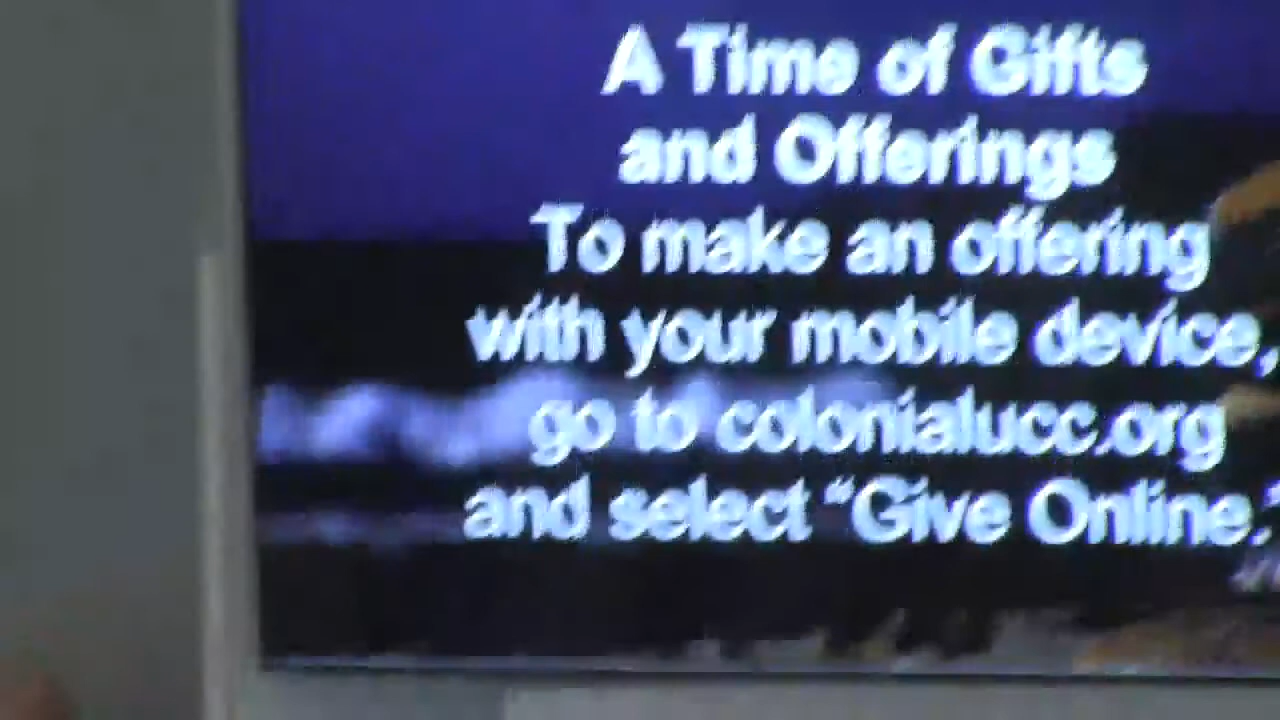 A Time of Gifts
and Offerings
To make an offering
with your mobile device,
go to colonialucc.org
and select “Give Online.”